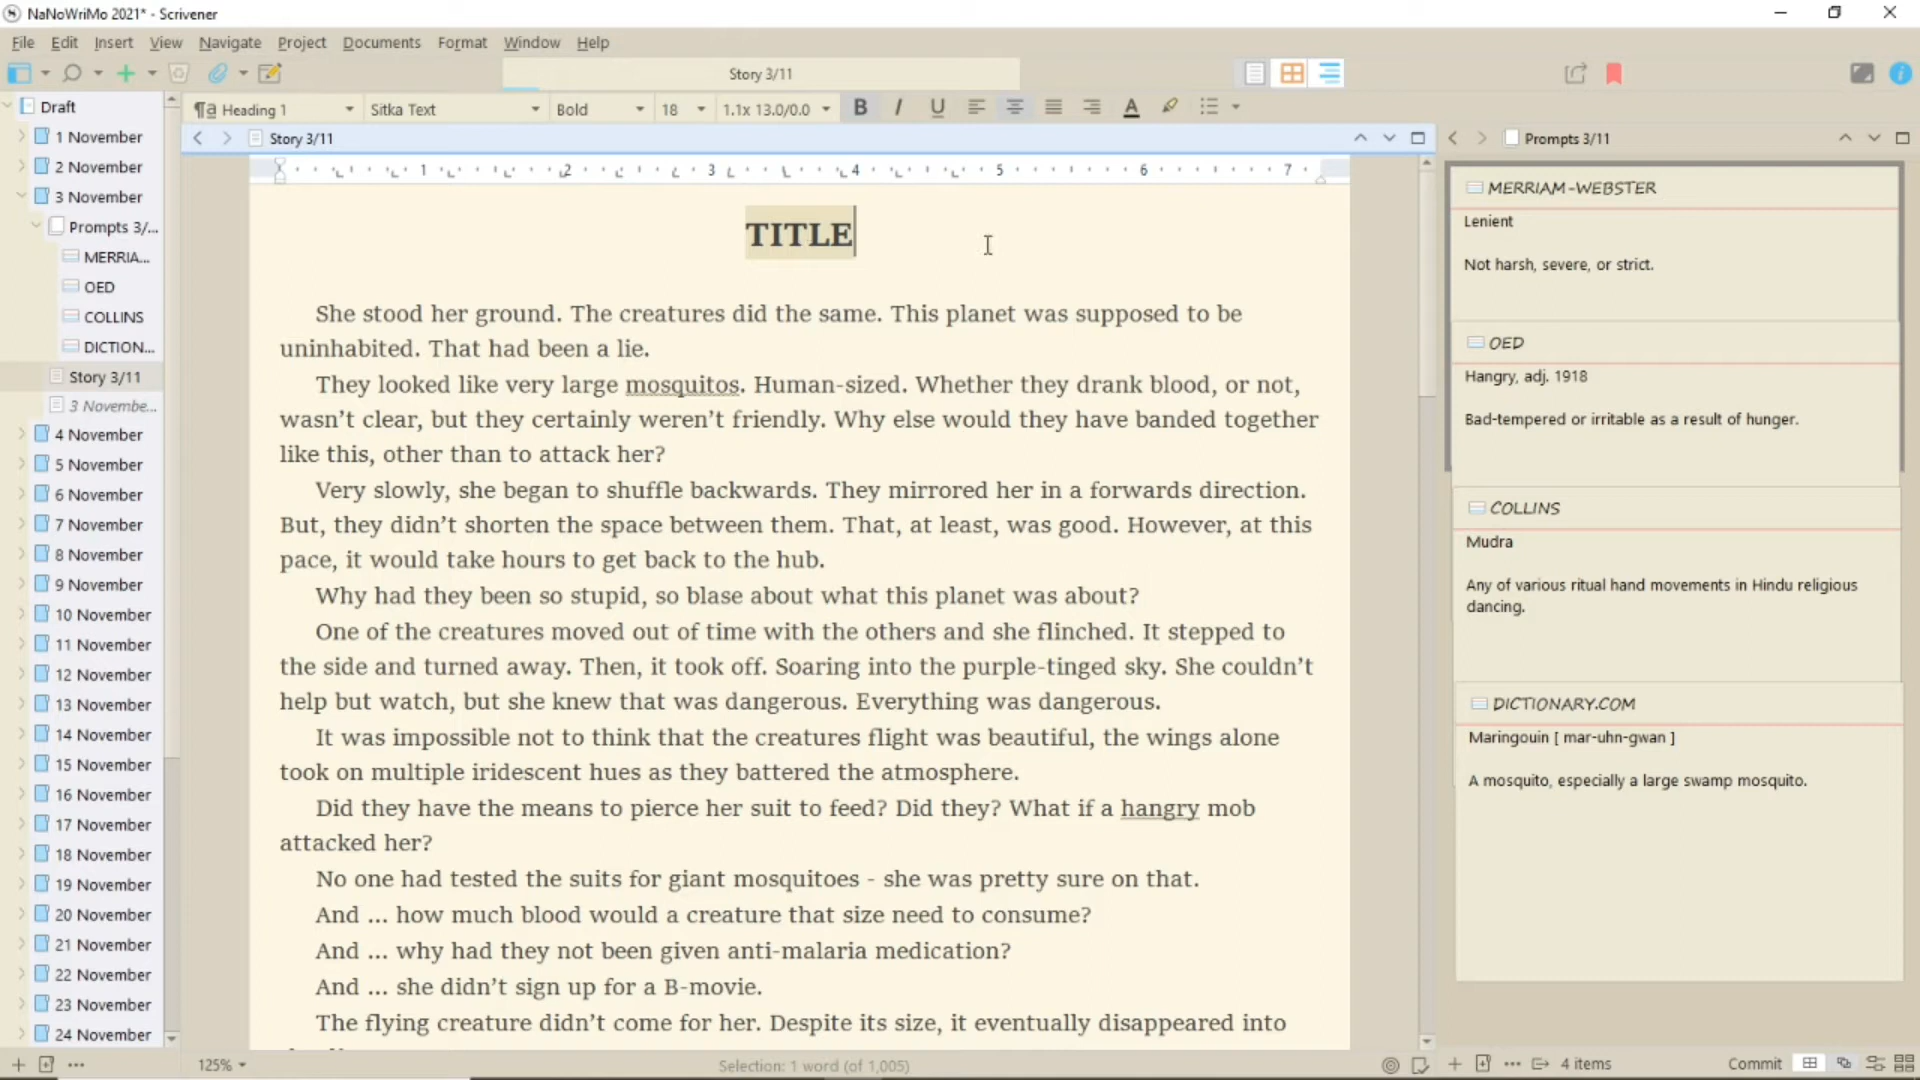 NaNoWriMo 2021* - Scrivener
File Edit Insert View Navigate Project Documents Format Window Help
Story 3/11
Heading 1 Sitka Text Bold 18 1.1x 13.0/0.0 B I U A
Draft
1 November
2 November
3 November
Prompts 3/...
MERRIA...
OED
COLLINS
DICTION...
Story 3/11
3 Novembe...
4 November
5 November
6 November
7 November
8 November
9 November
10 November
11 November
12 November
13 November
14 November
15 November
16 November
17 November
18 November
19 November
20 November
21 November
22 November
23 November
24 November
Story 3/11
1 2 3 4 5 6 7
TITLE
She stood her ground. The creatures did the same. This planet was supposed to be
uninhabited. That had been a lie.
They looked like very large mosquitos. Human-sized. Whether they drank blood, or not,
wasn't clear, but they certainly weren't friendly. Why else would they have banded together
like this, other than to attack her?
Very slowly, she began to shuffle backwards. They mirrored her in a forwards direction.
But, they didn't shorten the space between them. That, at least, was good. However, at this
pace, it would take hours to get back to the hub.
Why had they been so stupid, so blase about what this planet was about?
One of the creatures moved out of time with the others and she flinched. It stepped to
the side and turned away. Then, it took off. Soaring into the purple-tinged sky. She couldn't
help but watch, but she knew that was dangerous. Everything was dangerous.
It was impossible not to think that the creatures flight was beautiful, the wings alone
took on multiple iridescent hues as they battered the atmosphere.
Did they have the means to pierce her suit to feed? Did they? What if a hangry mob
attacked her?
No one had tested the suits for giant mosquitoes - she was pretty sure on that.
And ... how much blood would a creature that size need to consume?
And ... why had they not been given anti-malaria medication?
And ... she didn't sign up for a B-movie.
The flying creature didn't come for her. Despite its size, it eventually disappeared into
125%
Selection: 1 word (of 1,005)
Prompts 3/11
MERRIAM-WEBSTER
Lenient
Not harsh, severe, or strict.
OED
Hangry, adj. 1918
Bad-tempered or irritable as a result of hunger.
COLLINS
Mudra
Any of various ritual hand movements in Hindu religious
dancing.
DICTIONARY.COM
Maringouin [ mar-uhn-gwan ]
A mosquito, especially a large swamp mosquito.
4 items
Commit